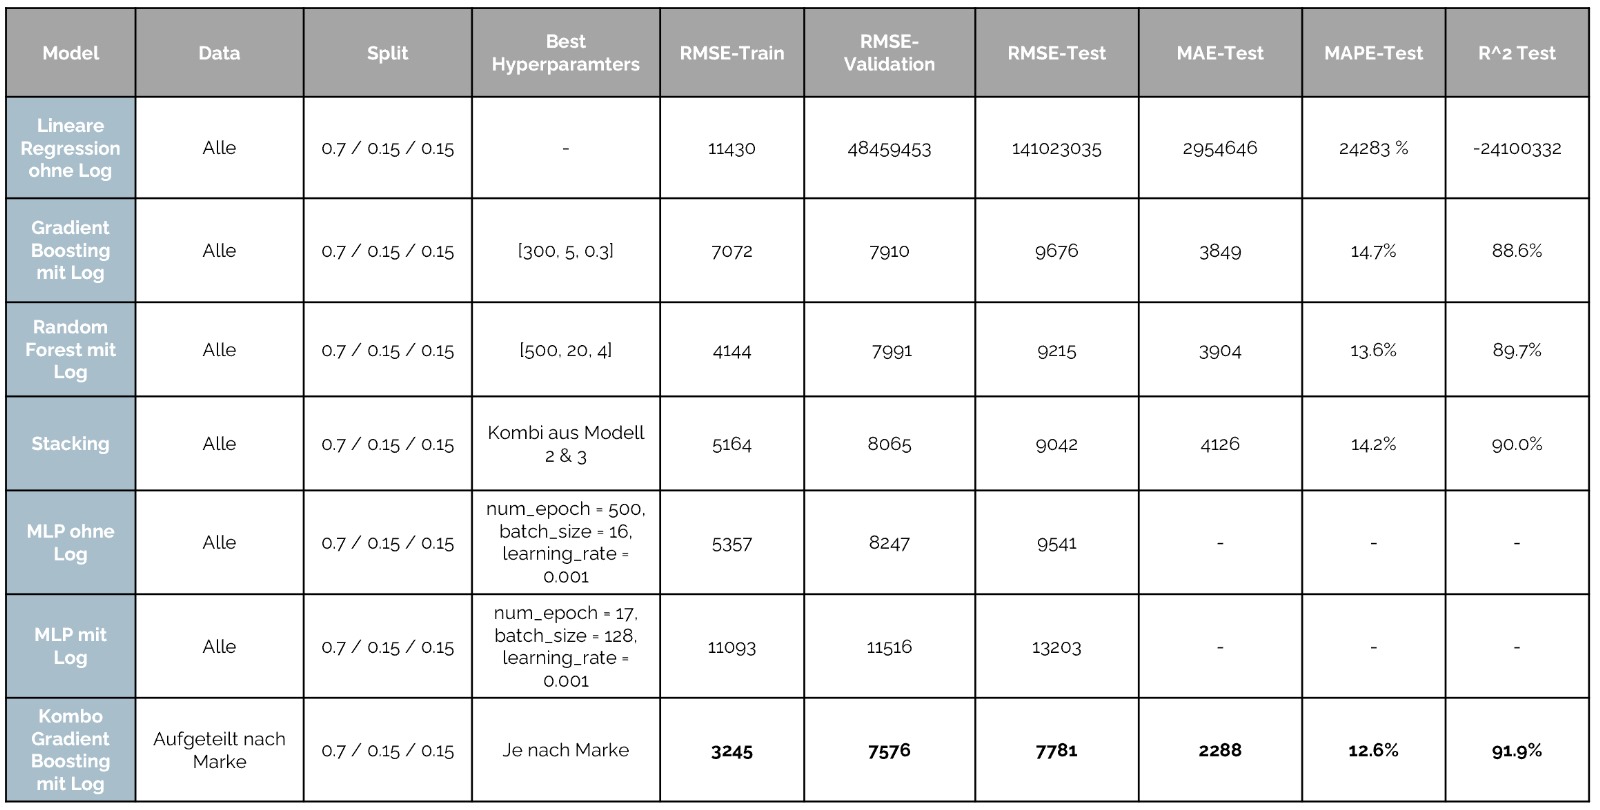 Model Data Split Best Hyperparamters RMSE-Train RMSE-Validation RMSE-Test MAE-Test MAPE-Test R^2 Test
Lineare Regression ohne Log Alle 0.7 / 0.15 / 0.15 - 11430 48459453 141023035 2954646 24283 % -24100332
Gradient Boosting mit Log Alle 0.7 / 0.15 / 0.15 [300, 5, 0.3] 7072 7910 9676 3849 14.7% 88.6%
Random Forest mit Log Alle 0.7 / 0.15 / 0.15 [500, 20, 4] 4144 7991 9215 3904 13.6% 89.7%
Stacking Alle 0.7 / 0.15 / 0.15 Kombi aus Modell 2 & 3 5164 8065 9042 4126 14.2% 90.0%
MLP ohne Log Alle 0.7 / 0.15 / 0.15 num_epoch = 500, batch_size = 16, learning_rate = 0.001 5357 8247 9541 - - -
MLP mit Log Alle 0.7 / 0.15 / 0.15 num_epoch = 17, batch_size = 128, learning_rate = 0.001 11093 11516 13203 - - -
Kombo Gradient Boosting mit Log Aufgeteilt nach Marke 0.7 / 0.15 / 0.15 Je nach Marke 3245 7576 7781 2288 12.6% 91.9%